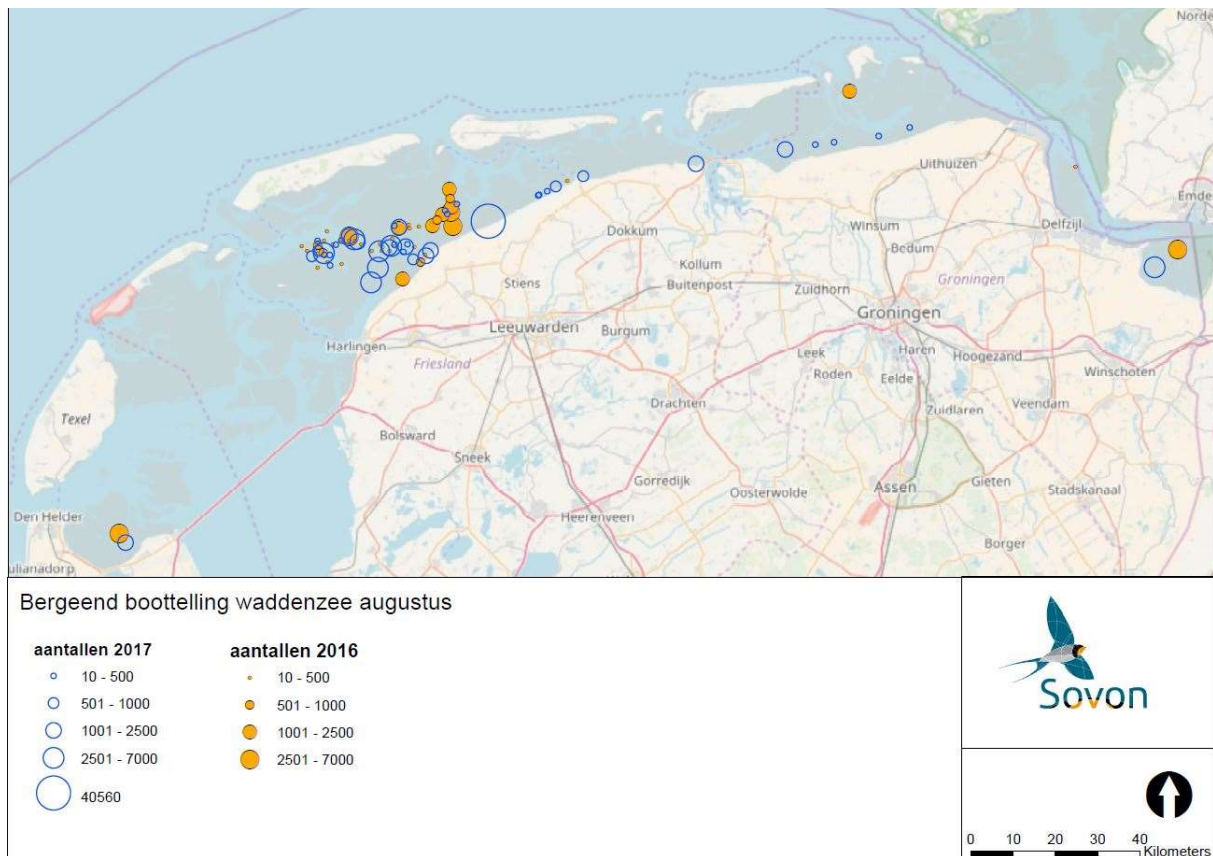 Norde
Uithuizen
Emde
Delfzijl
Dokkum
Winsum
Bedum
Kollum
Stiens
Buitenpost
Zuidhorn
Groningen
Groningen
Leeuwarden
Burgum
Harlingen
Haren
Hoogezand
Leek
Friesland
Roden
Eelde
Winschoten
Drachten
Zuidlaren
Veendam
Texel
Bolsward
Sneek
Gorredijk
Assen
Gieten
Oosterwolde
Stadskanaal
Den Helder
Heerenveen
Borger
ulianadorp
Bergeend boottelling waddenzee augustus
aantallen 2017
10 - 500
501 - 1000
1001 - 2500
2501 - 7000
40560
aantallen 2016
10 - 500
501 - 1000
1001 - 2500
2501 - 7000
Sovon
0 10 20 30 40
Kilometers